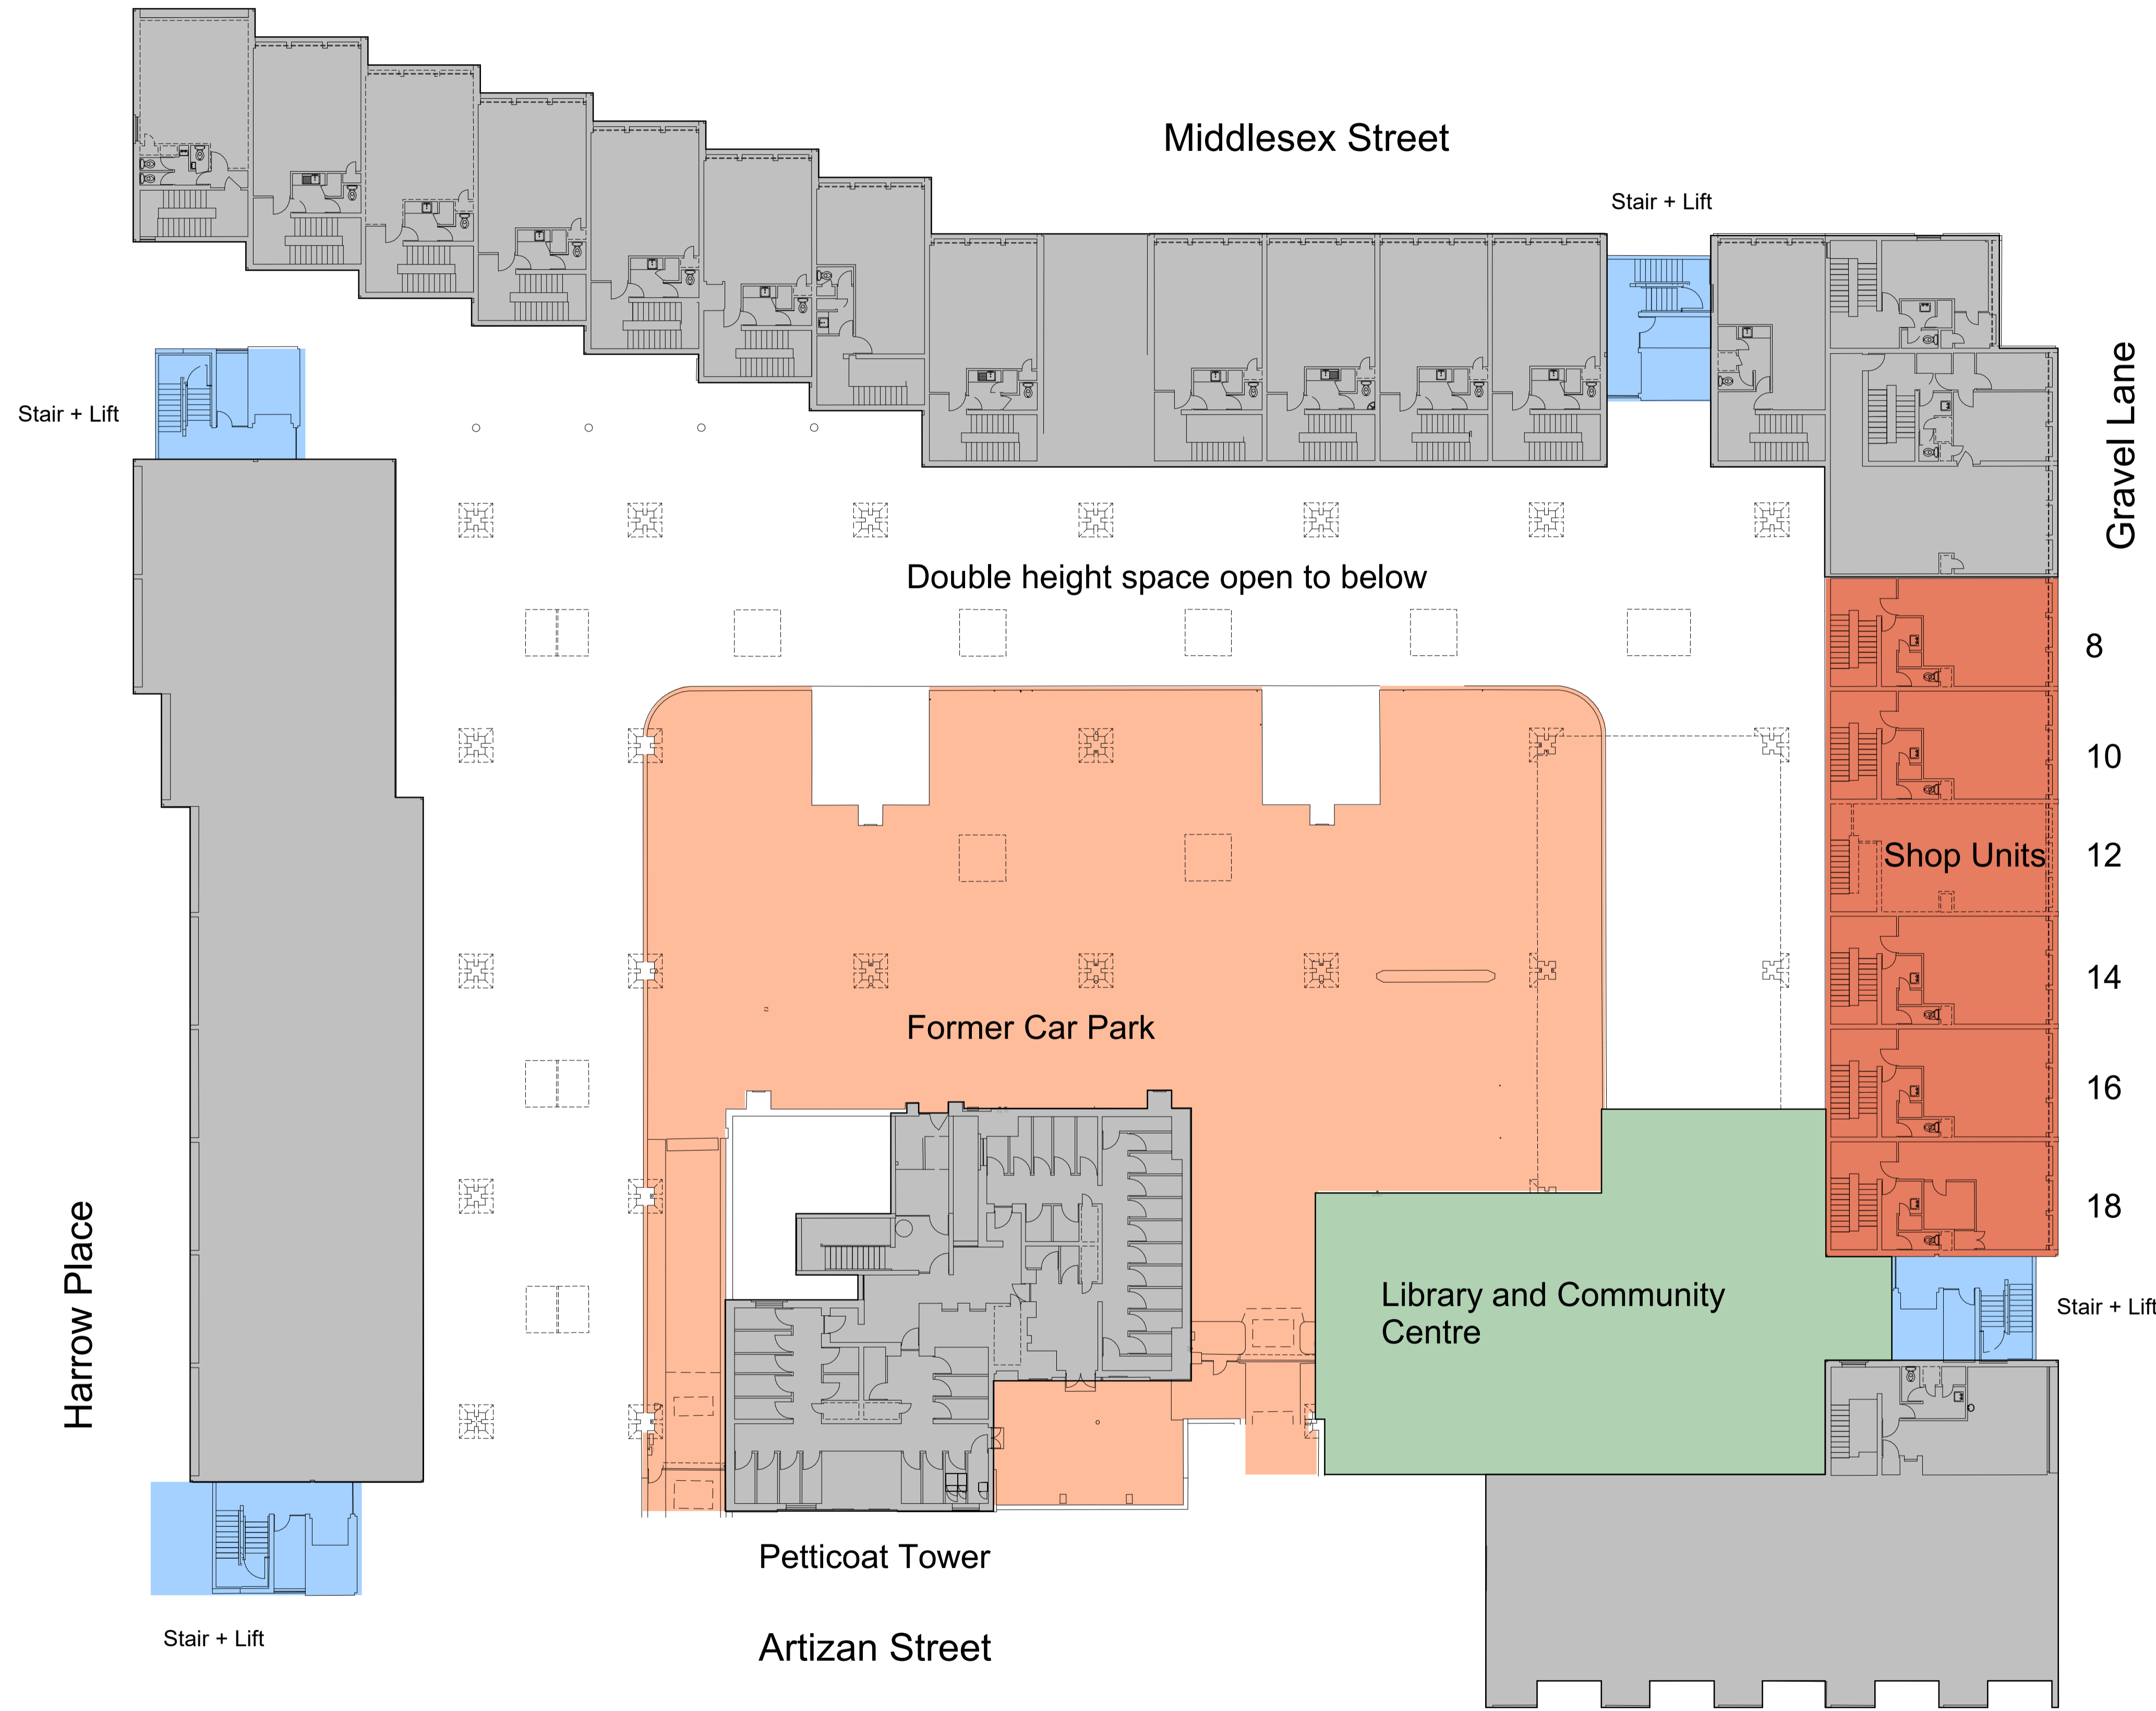 Middlesex Street
Stair + Lift
Stair + Lift
Gravel Lane
Double height space open to below
8
10
Shop Units
12
14
Former Car Park
16
18
Harrow Place
Library and Community
Centre
Stair + Lift
Petticoat Tower
Stair + Lift
Artizan Street